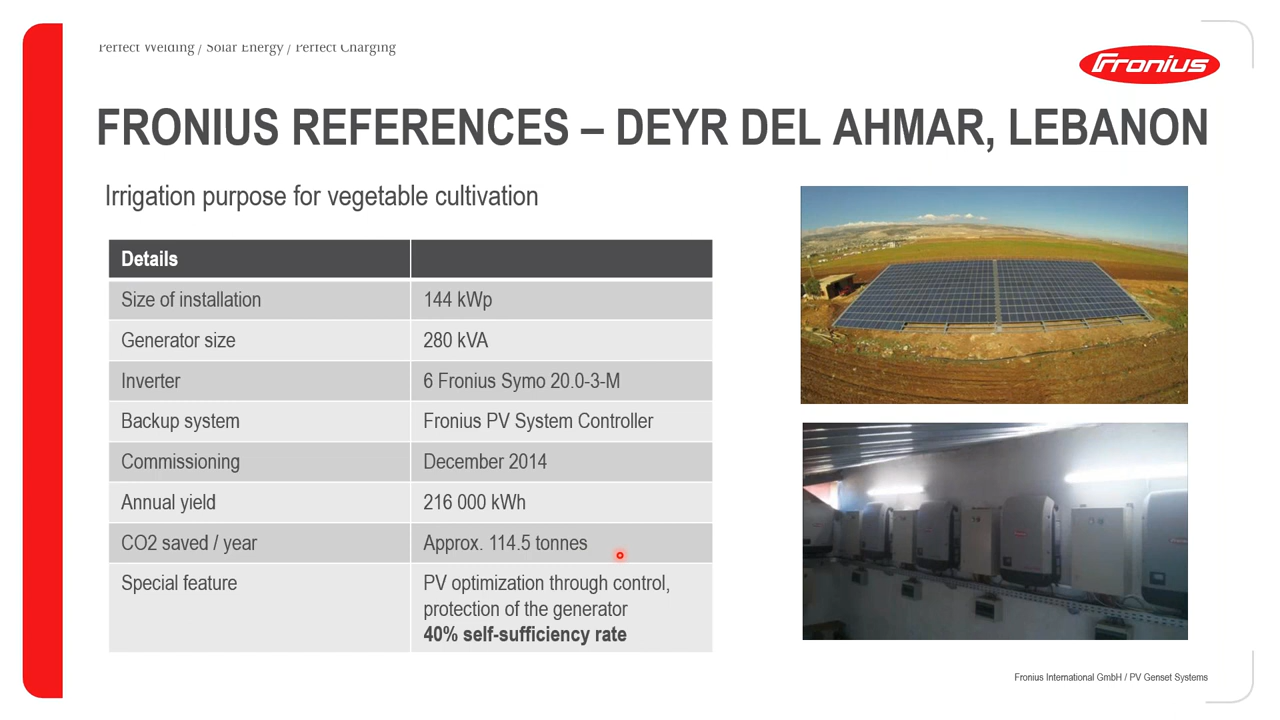 Perfect Welding / Solar Energy / Perfect Charging
Fronius
FRONIUS REFERENCES – DEYR DEL AHMAR, LEBANON
Irrigation purpose for vegetable cultivation
Details
Size of installation 144 kWp
Generator size 280 kVA
Inverter 6 Fronius Symo 20.0-3-M
Backup system Fronius PV System Controller
Commissioning December 2014
Annual yield 216 000 kWh
CO2 saved / year Approx. 114.5 tonnes
Special feature PV optimization through control,
protection of the generator
40% self-sufficiency rate
Fronius International GmbH / PV Genset Systems